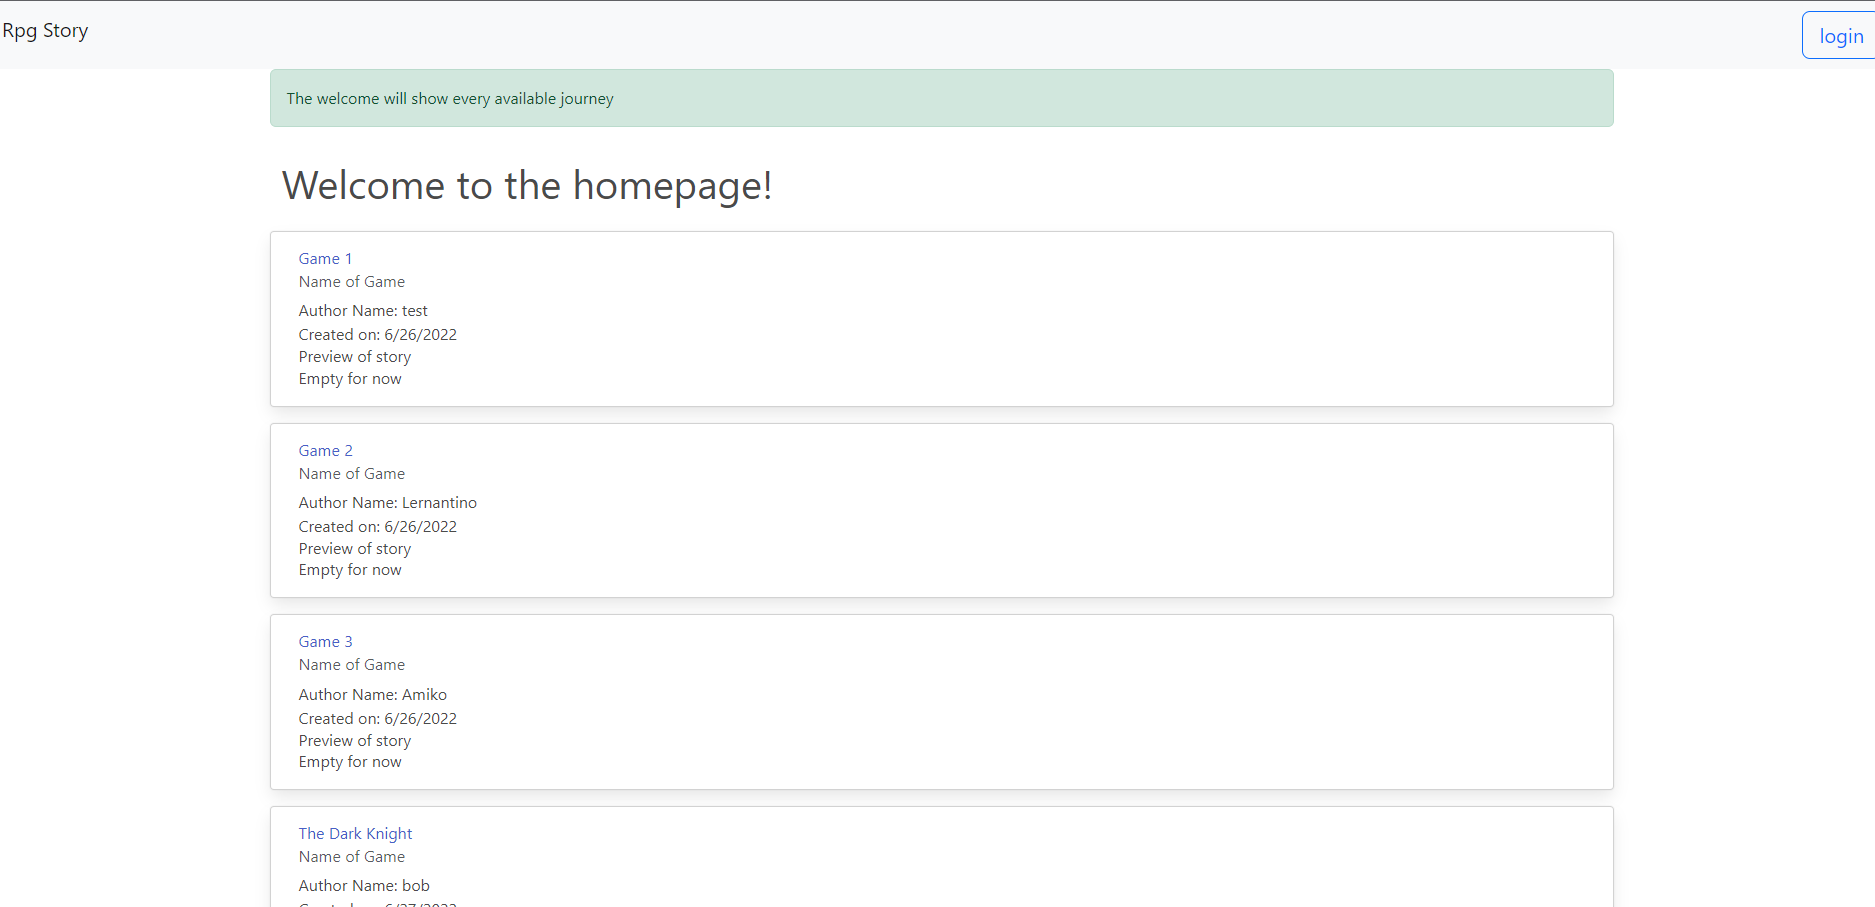 Rpg Story
login
The welcome will show every available journey
Welcome to the homepage!
Game 1
Name of Game
Author Name: test
Created on: 6/26/2022
Preview of story
Empty for now
Game 2
Name of Game
Author Name: Lernantino
Created on: 6/26/2022
Preview of story
Empty for now
Game 3
Name of Game
Author Name: Amiko
Created on: 6/26/2022
Preview of story
Empty for now
The Dark Knight
Name of Game
Author Name: bob